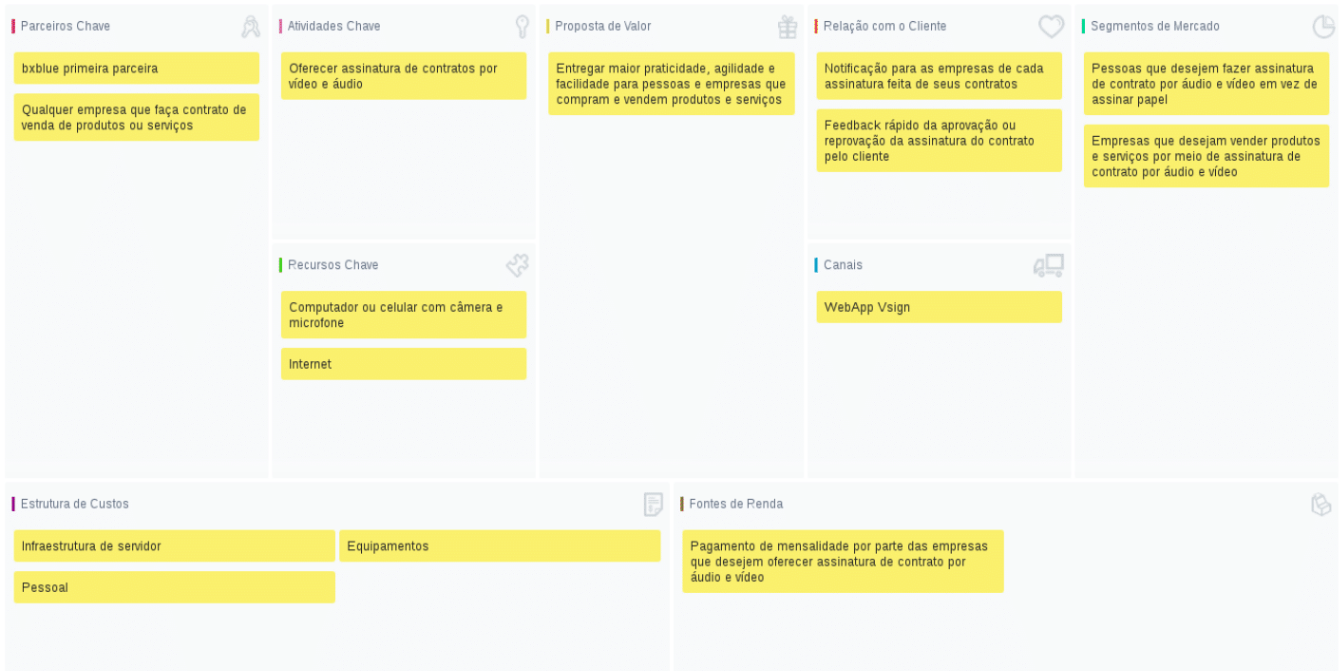 Parceiros Chave
bxblue primeira parceira
Qualquer empresa que faça contrato de
venda de produtos ou serviços
Atividades Chave
Oferecer assinatura de contratos por
vídeo e áudio
Recursos Chave
Computador ou celular com câmera e
microfone
Internet
Proposta de Valor
Entregar maior praticidade, agilidade e
facilidade para pessoas e empresas que
compram e vendem produtos e serviços
Relação com o Cliente
Notificação para as empresas de cada
assinatura feita de seus contratos
Feedback rápido da aprovação ou
reprovação da assinatura do contrato
pelo cliente
Canais
WebApp Vsign
Segmentos de Mercado
Pessoas que desejem fazer assinatura
de contrato por áudio e vídeo em vez de
assinar papel
Empresas que desejam vender produtos
e serviços por meio de assinatura de
contrato por áudio e vídeo
Estrutura de Custos
Infraestrutura de servidor
Equipamentos
Pessoal
Fontes de Renda
Pagamento de mensalidade por parte das empresas
que desejem oferecer assinatura de contrato por
áudio e vídeo